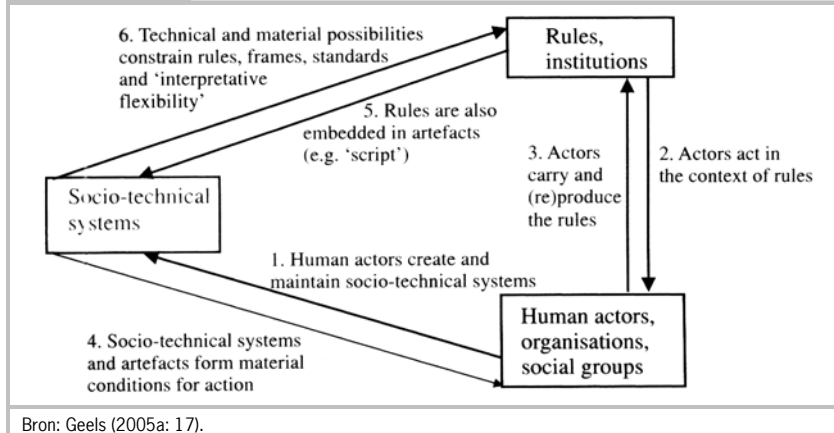 6. Technical and material possibilities
constrain rules, frames, standards
and ‘interpretative
flexibility’
Rules,
institutions
5. Rules are also
embedded in artefacts
(e.g. ‘script’)
3. Actors
carry and
(re)produce
the rules
2. Actors act in
the context of rules
Socio-technical
systems
1. Human actors create and
maintain socio-technical systems
4. Socio-technical systems
and artefacts form material
conditions for action
Human actors,
organisations,
social groups
Bron: Geels (2005a: 17).